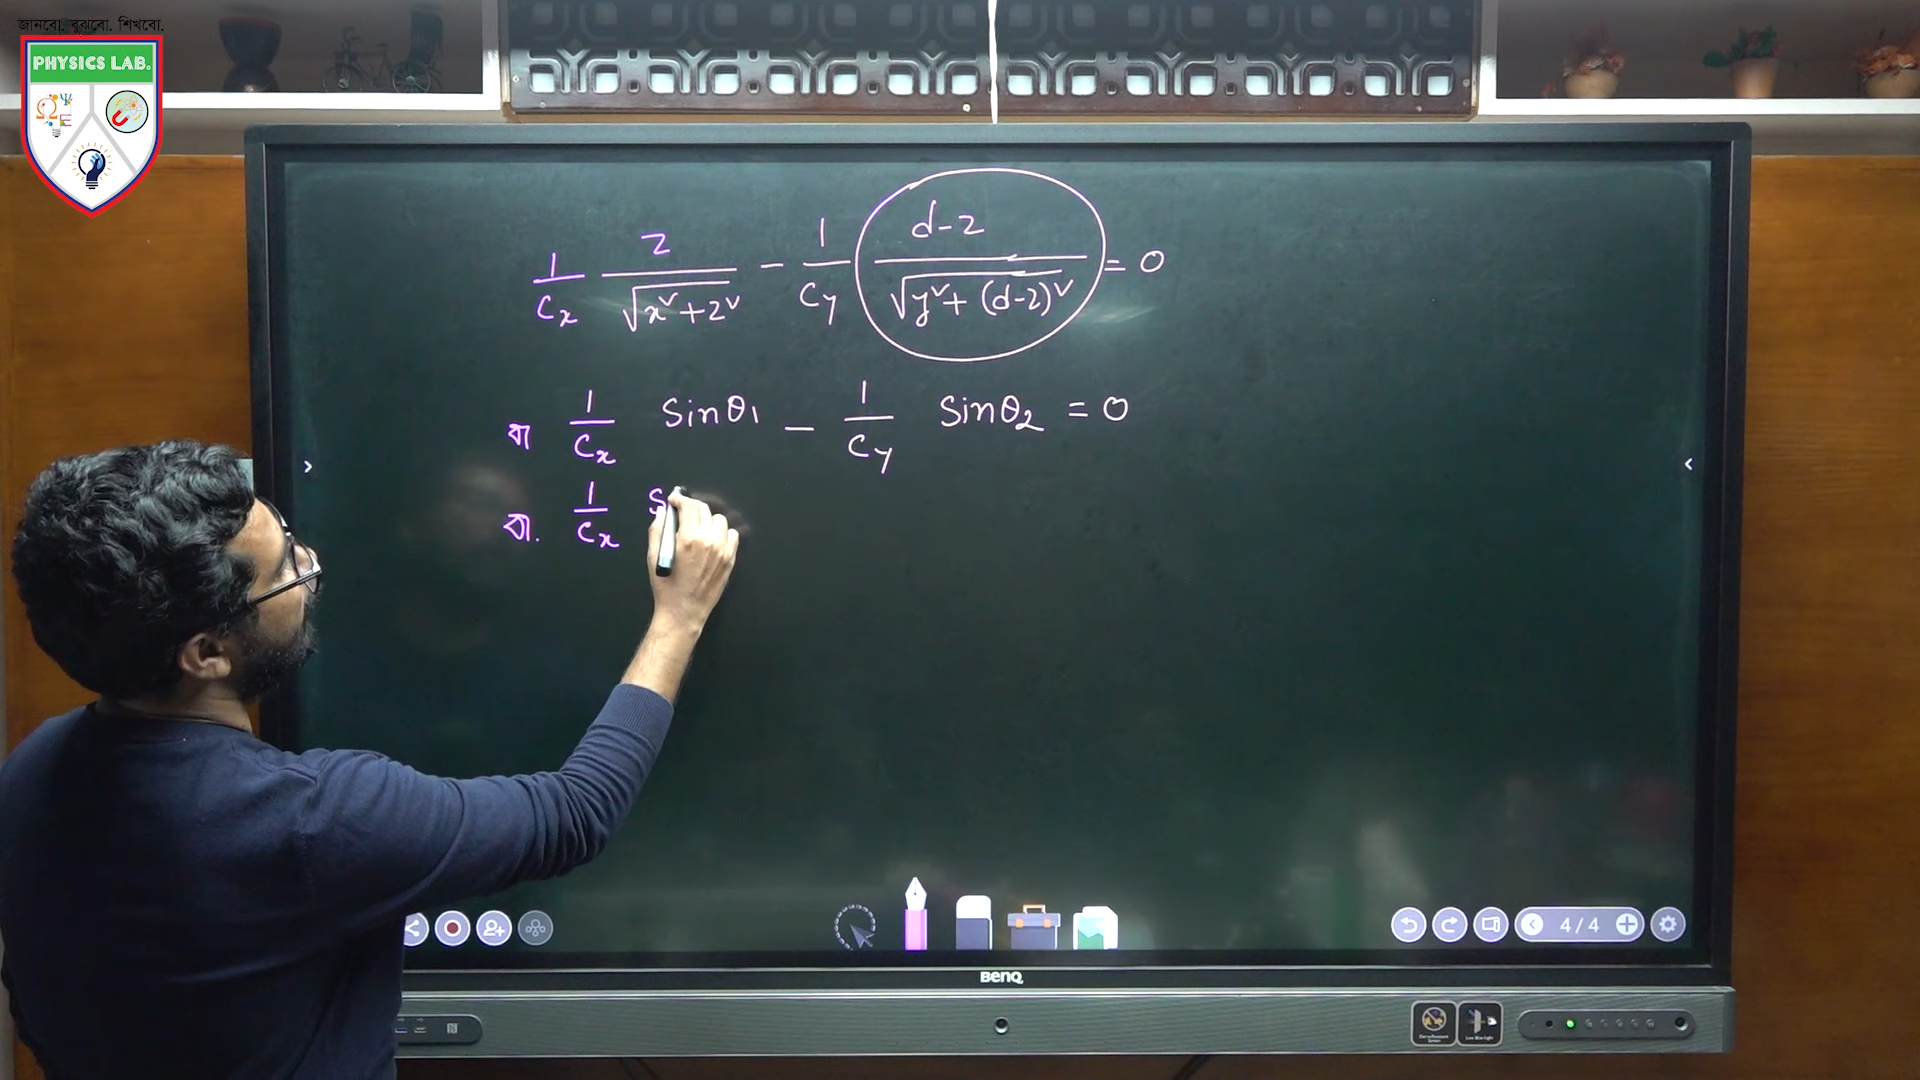 জানবো. বুঝবো. শিখবো.
PHYSICS LAB.
1/Cx z/√(x²+z²) - 1/Cy (d-z)/√(y²+(d-z)²) = 0
বা 1/Cx Sinθ1 - 1/Cy Sinθ2 = 0
বা. 1/Cx S
4/4
BenQ